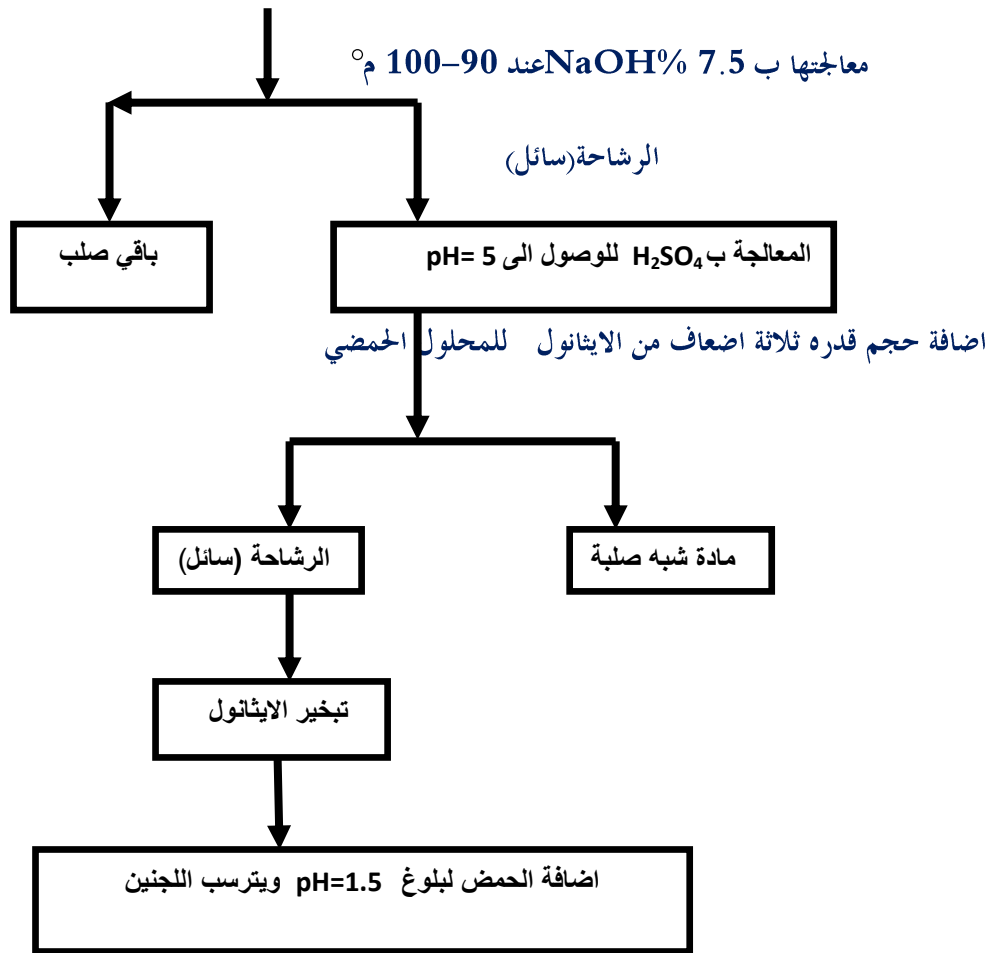 معالجتها ب 7.5 %NaOHعند 90–100 م°
الرشاحة(سائل)
المعالجة ب H₂SO₄ للوصول الى pH= 5
باقي صلب
اضافة حجم قدره ثلاثة اضعاف من الايثانول للمحلول الحمضي
مادة شبه صلبة
الرشاحة (سائل)
تبخير الايثانول
اضافة الحمض لبلوغ pH=1.5 ويترسب اللجنين